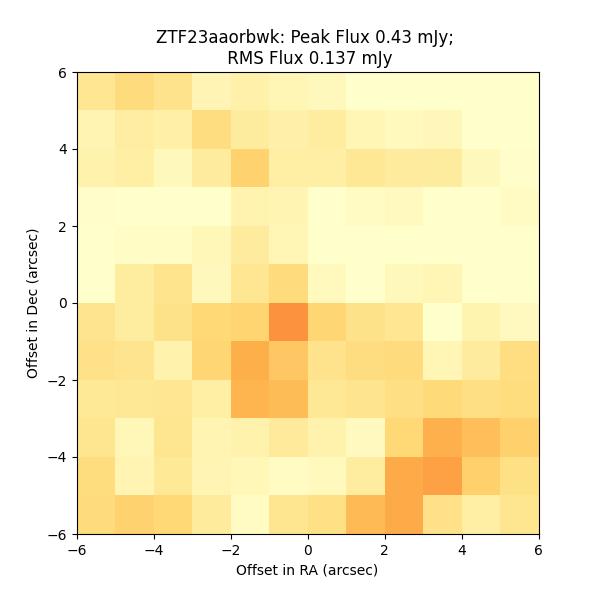 ZTF23aaorbwk: Peak Flux 0.43 mJy;
RMS Flux 0.137 mJy
6
4
2
0
−2
−4
−6
Offset in Dec (arcsec)
−6 −4 −2 0 2 4 6
Offset in RA (arcsec)